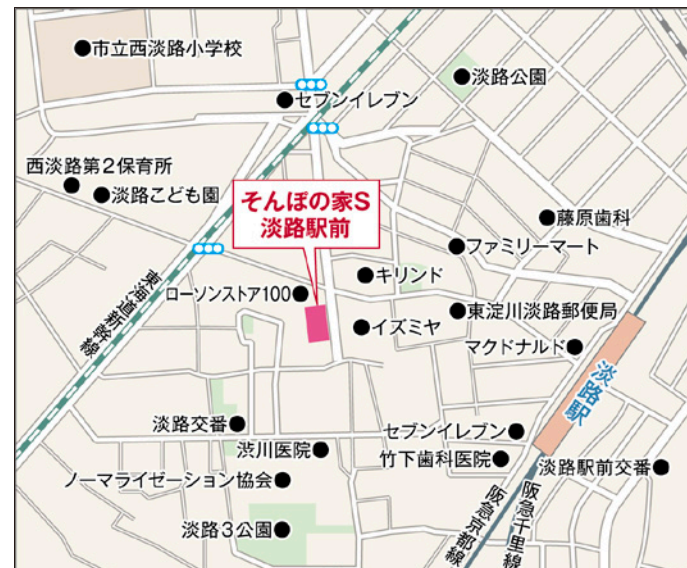 市立西淡路小学校
淡路公園
セブンイレブン
西淡路第2保育所
淡路こども園
そんぽの家S
淡路駅前
藤原歯科
ファミリーマート
キリンド
東海道新幹線
ローソンストア100
東淀川淡路郵便局
イズミヤ
マクドナルド
淡路駅
淡路交番
セブンイレブン
渋川医院
竹下歯科医院
淡路駅前交番
ノーマライゼーション協会
阪急京都線
阪急千里線
淡路3公園